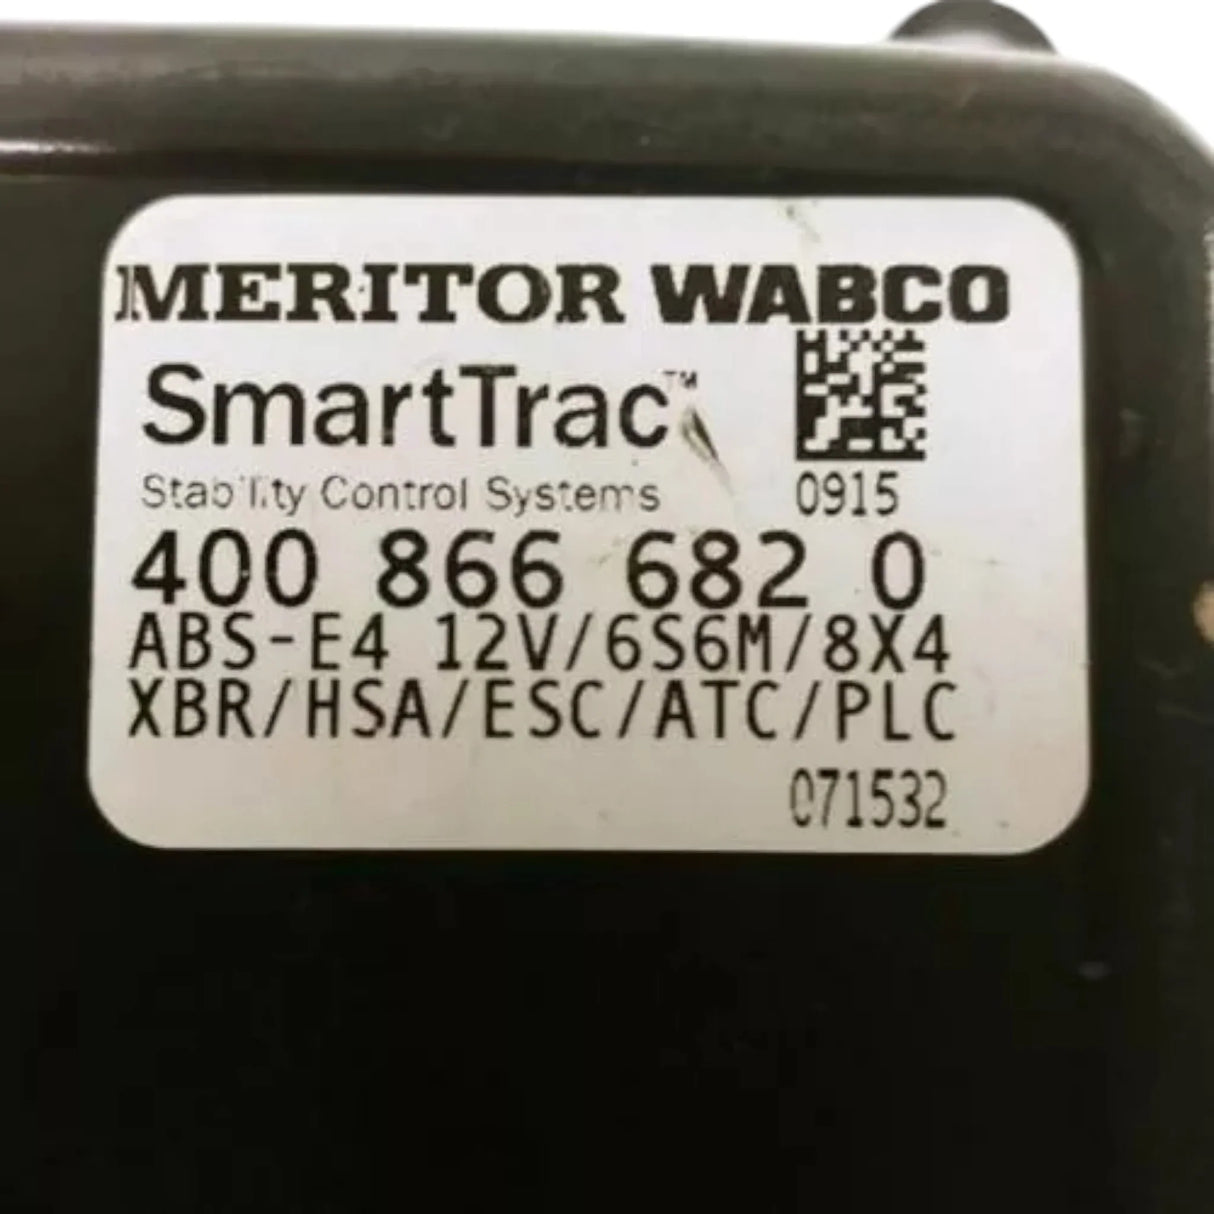 MERITOR WABCO
SmartTrac™
Stability Control Systems
0915
400 866 682 0
ABS-E4 12V/6S6M/8X4
XBR/HSA/ESC/ATC/PLC
071532